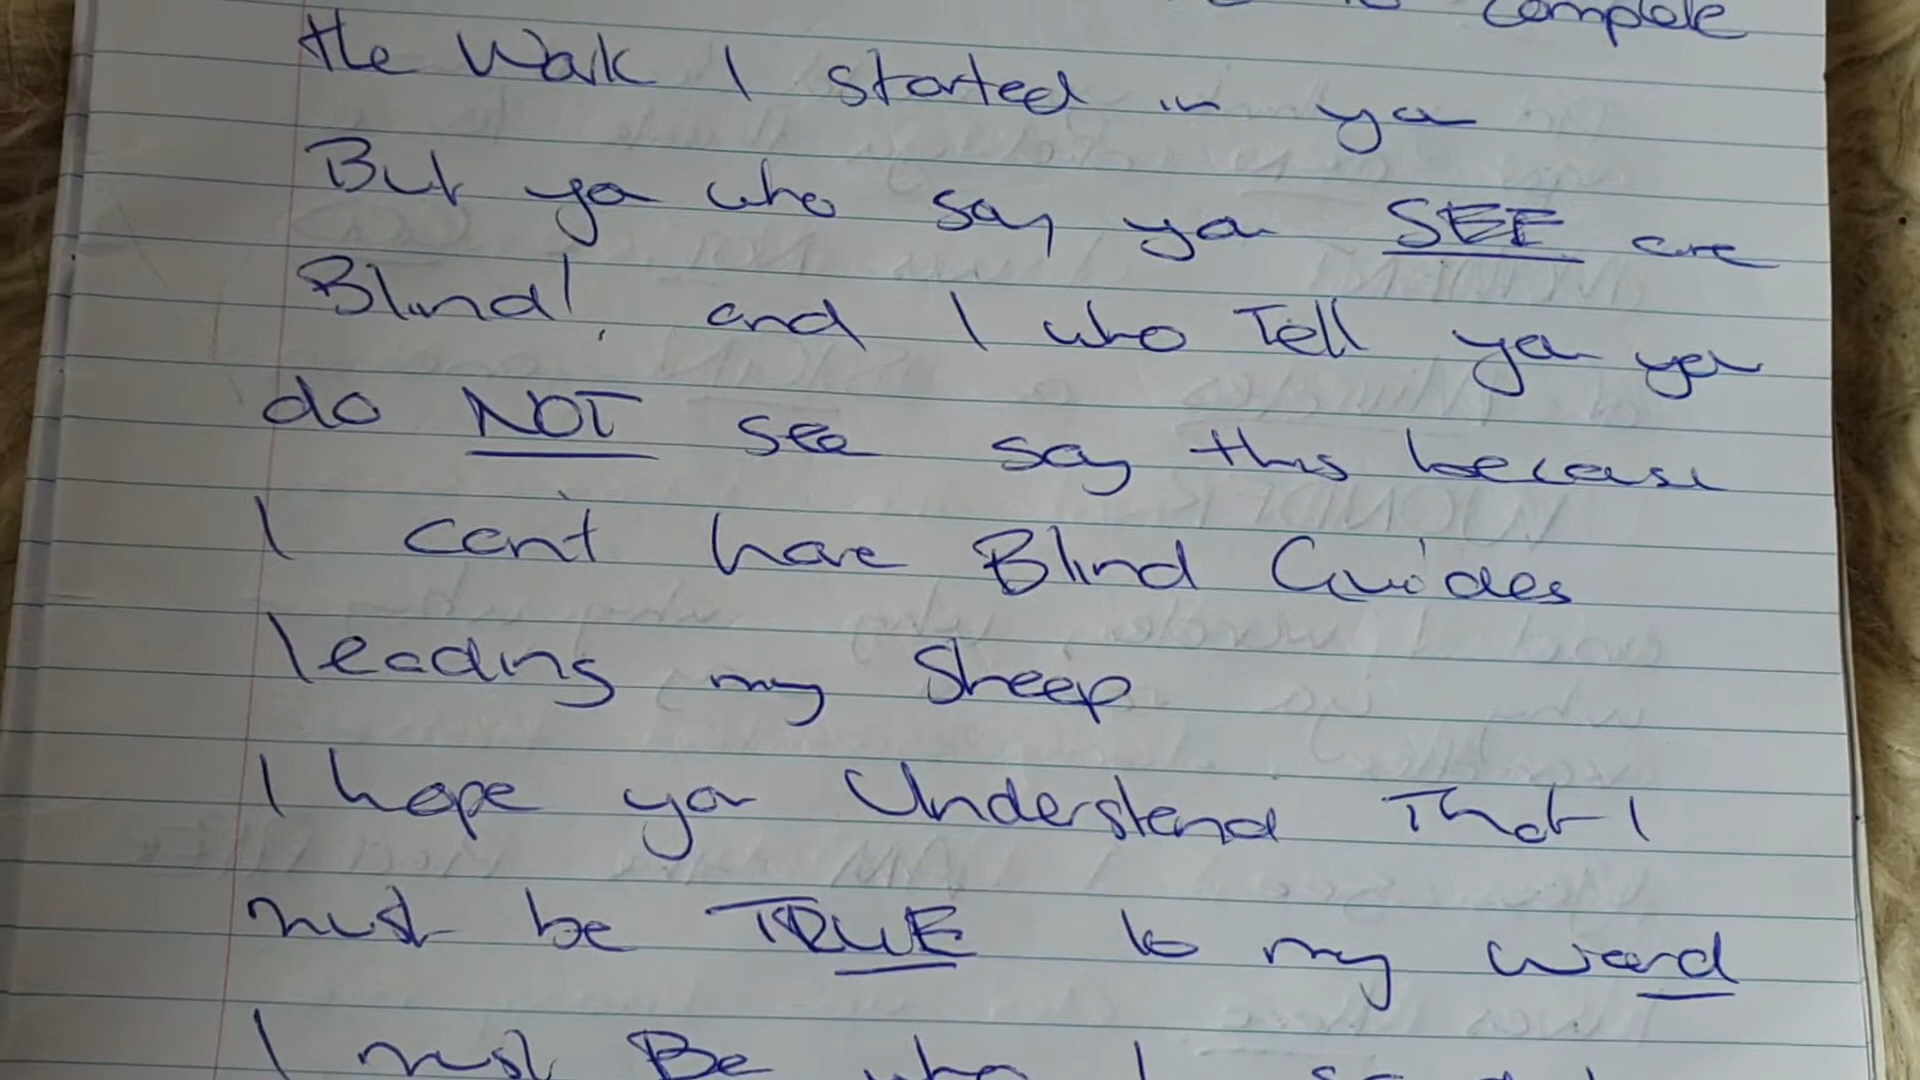 complete
the Work I started in you
But you who say you SEE are
Blind!, and I who Tell you you
do NOT see say this because
I can't have Blind Guides
leading my Sheep
I hope you Understand That I
must be TRUE to my word
I must Be who I